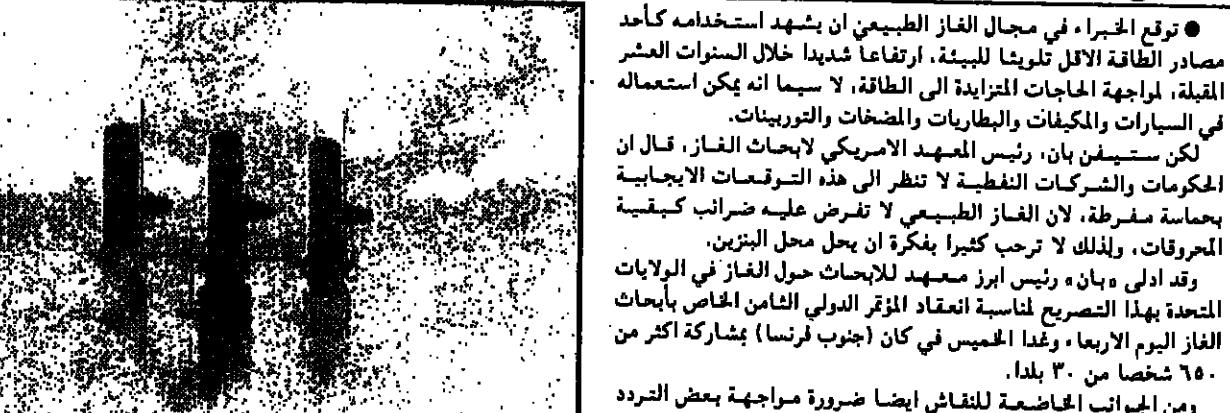 ● توقع الخبراء في مجال الغاز الطبيعي ان يشهد استخدامه كأحد
مصادر الطاقة الاقل تلويثا للبيئة، ارتفاعا شديدا خلال السنوات العشر
المقبلة، لمواجهة الحاجات المتزايدة الى الطاقة، لا سيما انه يمكن استعماله
في السيارات والمكيفات والبطاريات والمضخات والتوربينات.
لكن ستيفن بان، رئيس المعهد الامريكي لابحاث الغاز، قال ان
الحكومات والشركات النفطية لا تنظر الى هذه التوقعات الايجابية
بحماسة مفرطة، لان الغاز الطبيعي لا تفرض عليه ضرائب كبقية
المحروقات، ولذلك لا ترحب كثيرا بفكرة ان يحل محل البنزين.
وقد ادلى «بان» رئيس ابرز معهد للابحاث حول الغاز في الولايات
المتحدة بهذا التصريح لمناسبة انعقاد المؤتمر الدولي الثامن الخاص بأبحاث
الغاز اليوم الاربعاء وغدا الخميس في كان (جنوب فرنسا) بمشاركة اكثر من
٦٥٠ شخصا من ٣٠ بلدا.
ومن الجوانب الخاضعة للنقاش ايضا ضرورة مواجهة بعض التردد